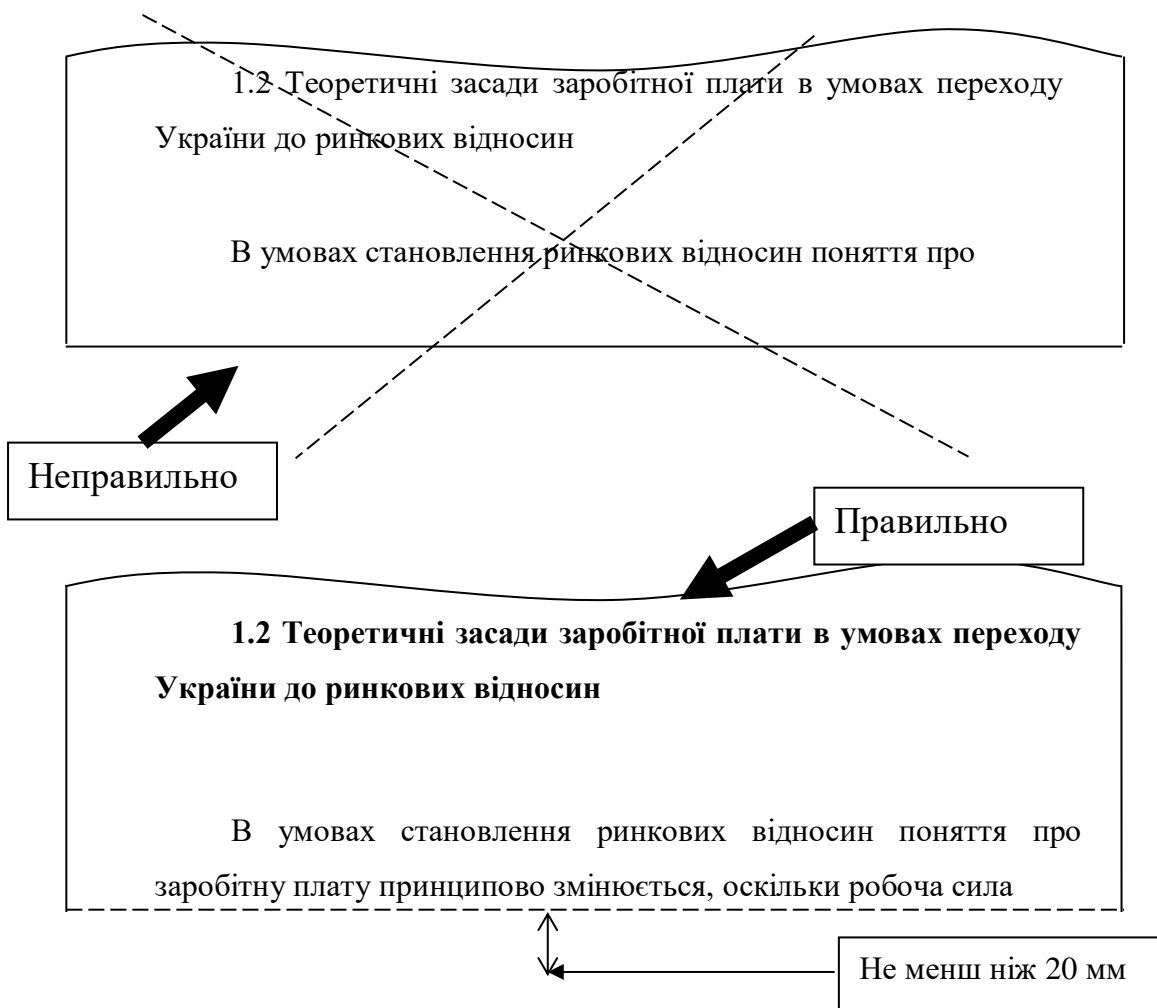 1.2 Теоретичні засади заробітної плати в умовах переходу
України до ринкових відносин
В умовах становлення ринкових відносин поняття про
Неправильно
Правильно
1.2 Теоретичні засади заробітної плати в умовах переходу
України до ринкових відносин
В умовах становлення ринкових відносин поняття про
заробітну плату принципово змінюється, оскільки робоча сила
Не менш ніж 20 мм